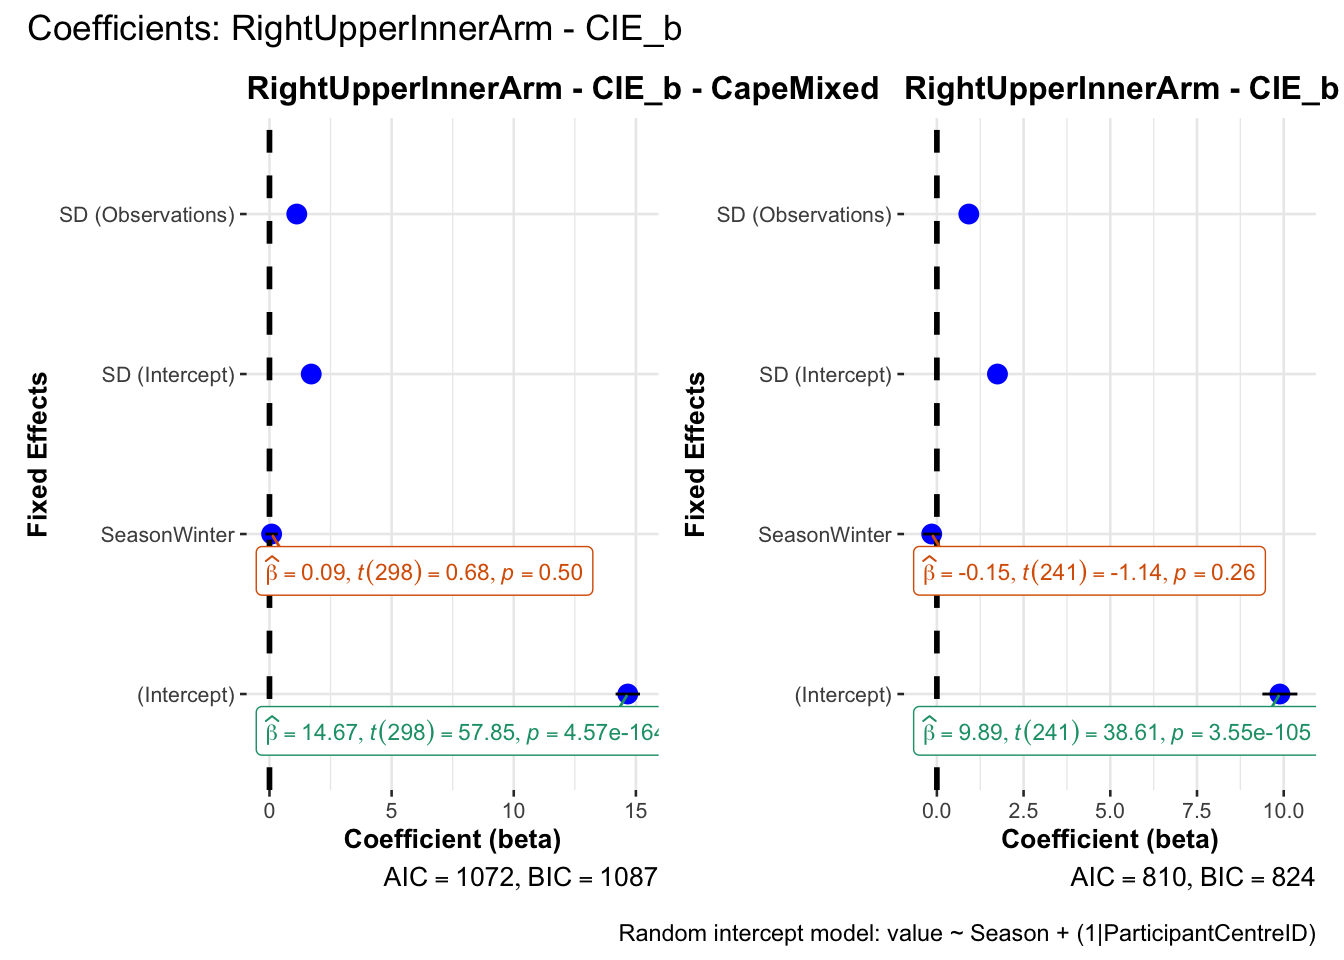 Coefficients: RightUpperInnerArm - CIE_b
RightUpperInnerArm - CIE_b - CapeMixed
Fixed Effects
SD (Observations)
SD (Intercept)
SeasonWinter
(Intercept)
β̂ = 0.09, t(298) = 0.68, p = 0.50
β̂ = 14.67, t(298) = 57.85, p = 4.57e-164
0 5 10 15
Coefficient (beta)
AIC = 1072, BIC = 1087
RightUpperInnerArm - CIE_b
Fixed Effects
SD (Observations)
SD (Intercept)
SeasonWinter
(Intercept)
β̂ = -0.15, t(241) = -1.14, p = 0.26
β̂ = 9.89, t(241) = 38.61, p = 3.55e-105
0.0 2.5 5.0 7.5 10.0
Coefficient (beta)
AIC = 810, BIC = 824
Random intercept model: value ~ Season + (1|ParticipantCentreID)